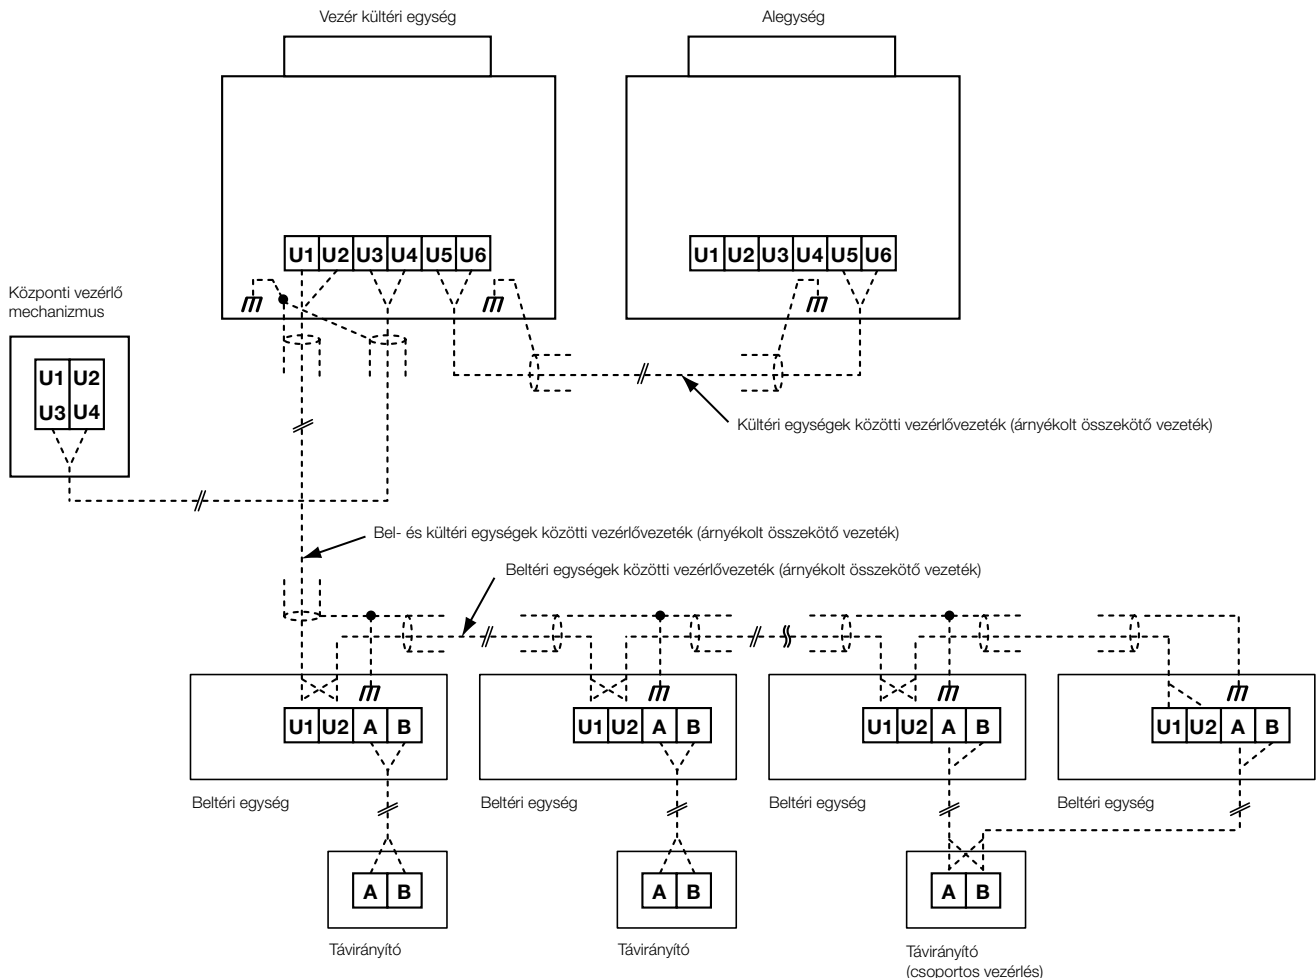 Vezér kültéri egység
Alegység
U1 U2 U3 U4 U5 U6
U1 U2 U3 U4 U5 U6
Központi vezérlő
mechanizmus
U1 U2
U3 U4
Kültéri egységek közötti vezérlővezeték (árnyékolt összekötő vezeték)
Bel- és kültéri egységek közötti vezérlővezeték (árnyékolt összekötő vezeték)
Beltéri egységek közötti vezérlővezeték (árnyékolt összekötő vezeték)
U1 U2 A B
U1 U2 A B
U1 U2 A B
U1 U2 A B
Beltéri egység
Beltéri egység
Beltéri egység
Beltéri egység
A B
A B
A B
Távirányító
Távirányító
Távirányító
(csoportos vezérlés)